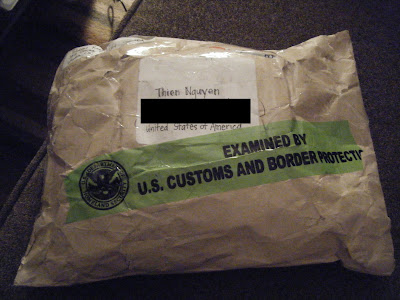 Thien Nguyen
United States of America
EXAMINED BY
U.S. CUSTOMS AND BORDER PROTECTI